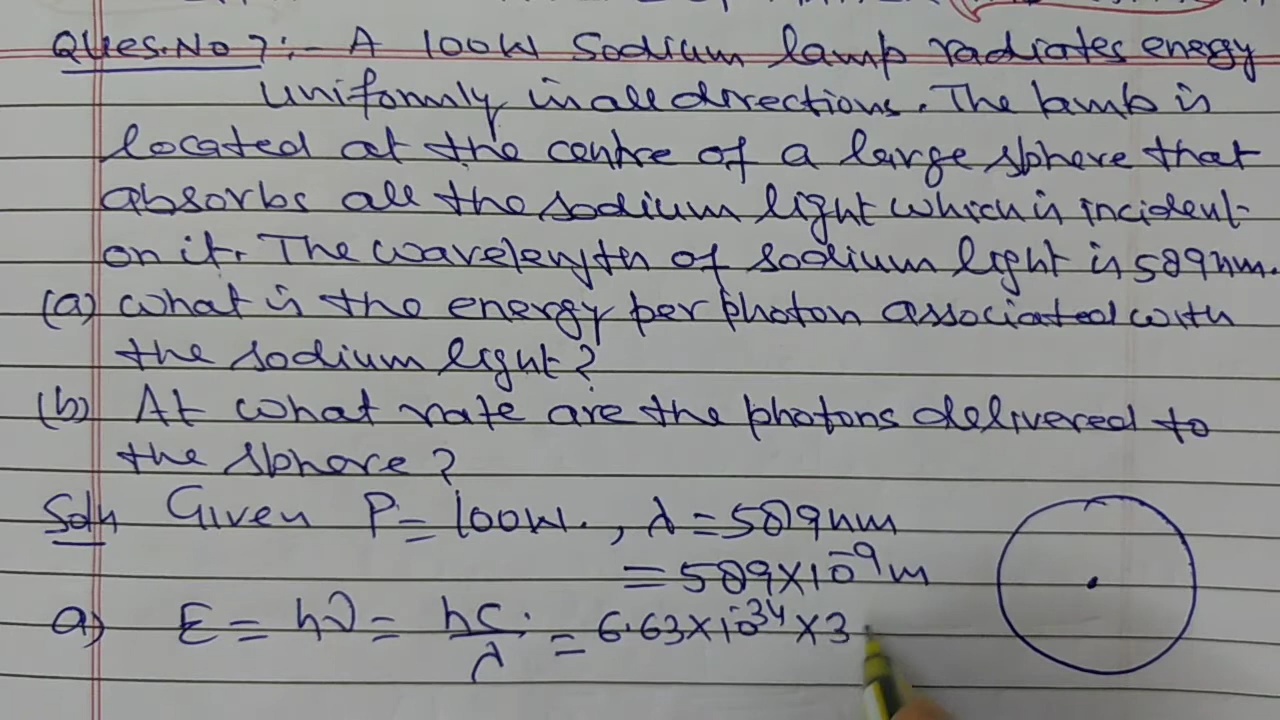 Ques.No 7:- A 100W Sodium lamp radiates energy
uniformly in all directions. The lamp is
located at the centre of a large sphere that
absorbs all the sodium light which is incident
on it. The wavelength of sodium light is 589nm.
(a) What is the energy per photon associated with
the sodium light?
(b) At what rate are the photons delivered to
the sphere?
Soln Given P = 100W. , λ = 589nm
= 589×10⁻⁹m
a) E = hν = hc/λ = 6.63×10⁻³⁴×3